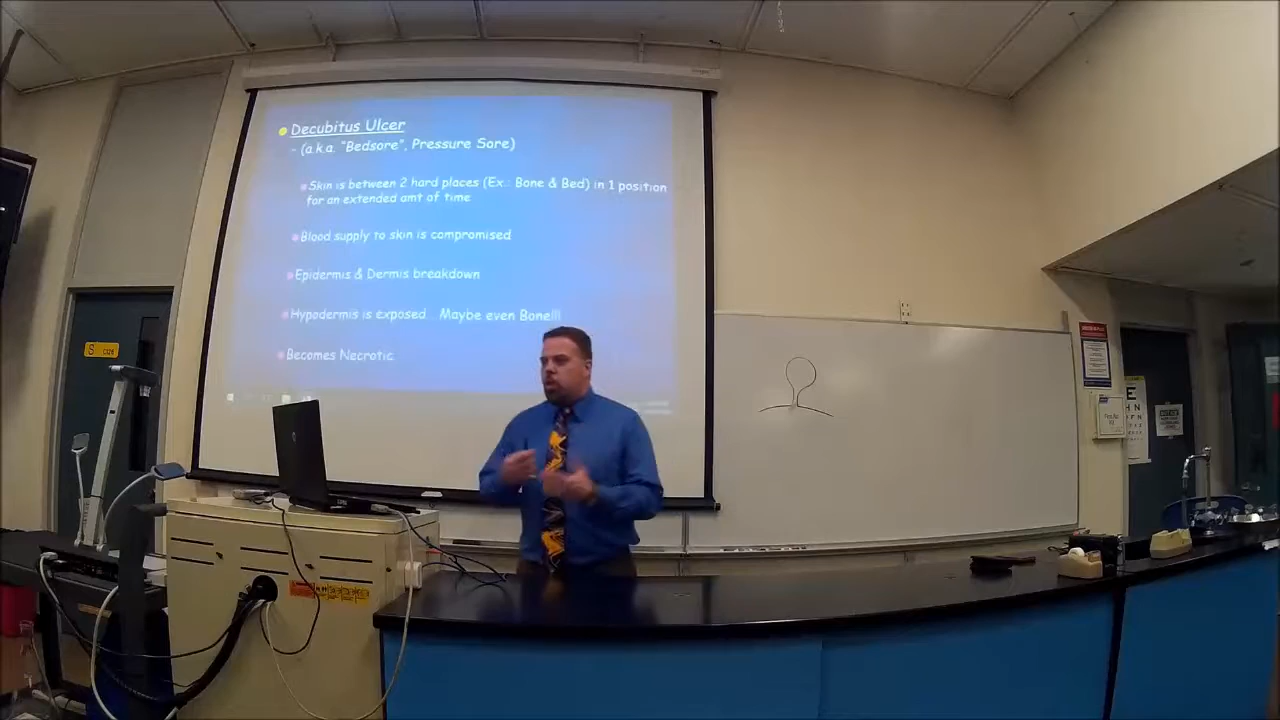 Decubitus Ulcer
- (a.k.a. "Bedsore", Pressure Sore)
Skin is between 2 hard places (Ex.: Bone & Bed) in 1 position
for an extended amt of time
Blood supply to skin is compromised
Epidermis & Dermis breakdown
Hypodermis is exposed. Maybe even Bone!!!
Becomes Necrotic
S
E
H N